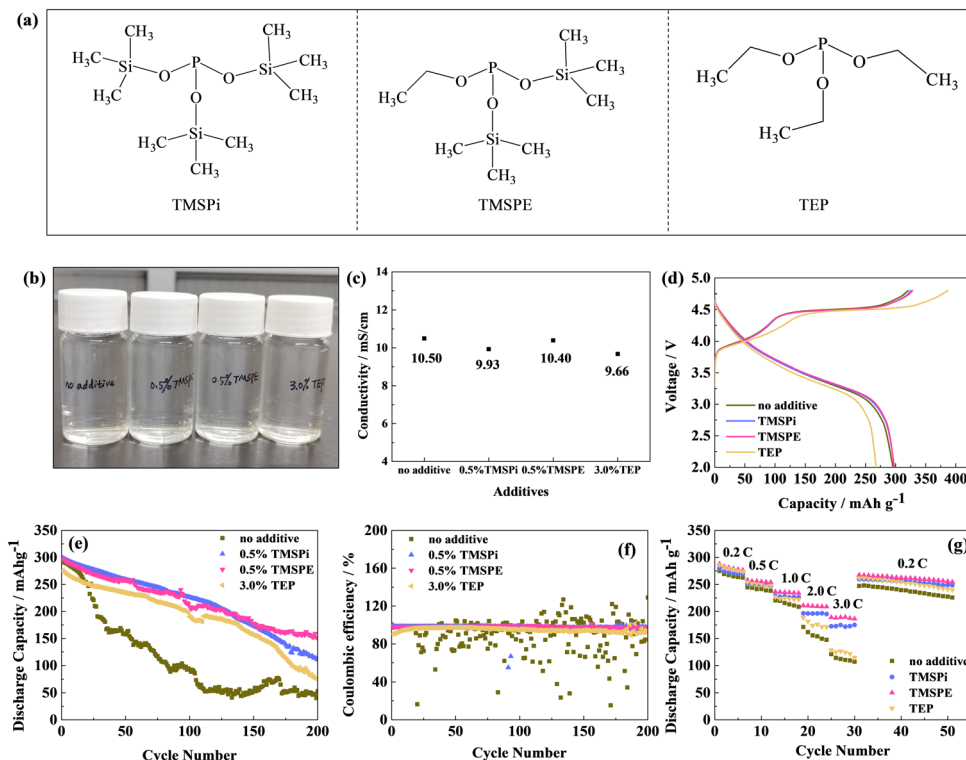 (a)
H₃C
CH₃
H₃C Si P Si CH₃
O O
CH₃ O CH₃
H₃C Si CH₃
CH₃
TMSPi
CH₃
P Si CH₃
O O
H₃C O CH₃
Si CH₃
H₃C CH₃
TMSPE
P
O O
H₃C O CH₃
H₃C
TEP
(b)
no additive
0.5% TMSPi
0.5% TMSPE
3.0% TEP
(c)
14
12
10
8
6
4
Conductivity / mS/cm
10.50
9.93
10.40
9.66
no additive 0.5%TMSPi 0.5%TMSPE 3.0%TEP
Additives
(d)
5.0
4.5
4.0
3.5
3.0
2.5
2.0
Voltage / V
no additive
TMSPi
TMSPE
TEP
0 50 100 150 200 250 300 350 400
Capacity / mAh g⁻¹
(e)
350
300
250
200
150
100
50
0
Discharge Capacity / mAhg⁻¹
no additive
0.5% TMSPi
0.5% TMSPE
3.0% TEP
0 50 100 150 200
Cycle Number
(f)
200
160
120
80
40
0
Coulombic efficiency / %
no additive
0.5% TMSPi
0.5% TMSPE
3.0% TEP
0 50 100 150 200
Cycle Number
(g)
350
300
250
200
150
100
50
0
Discharge Capacity / mAh g⁻¹
0.2 C
0.5 C
1.0 C
2.0 C
3.0 C
0.2 C
no additive
TMSPi
TMSPE
TEP
0 10 20 30 40 50
Cycle Number